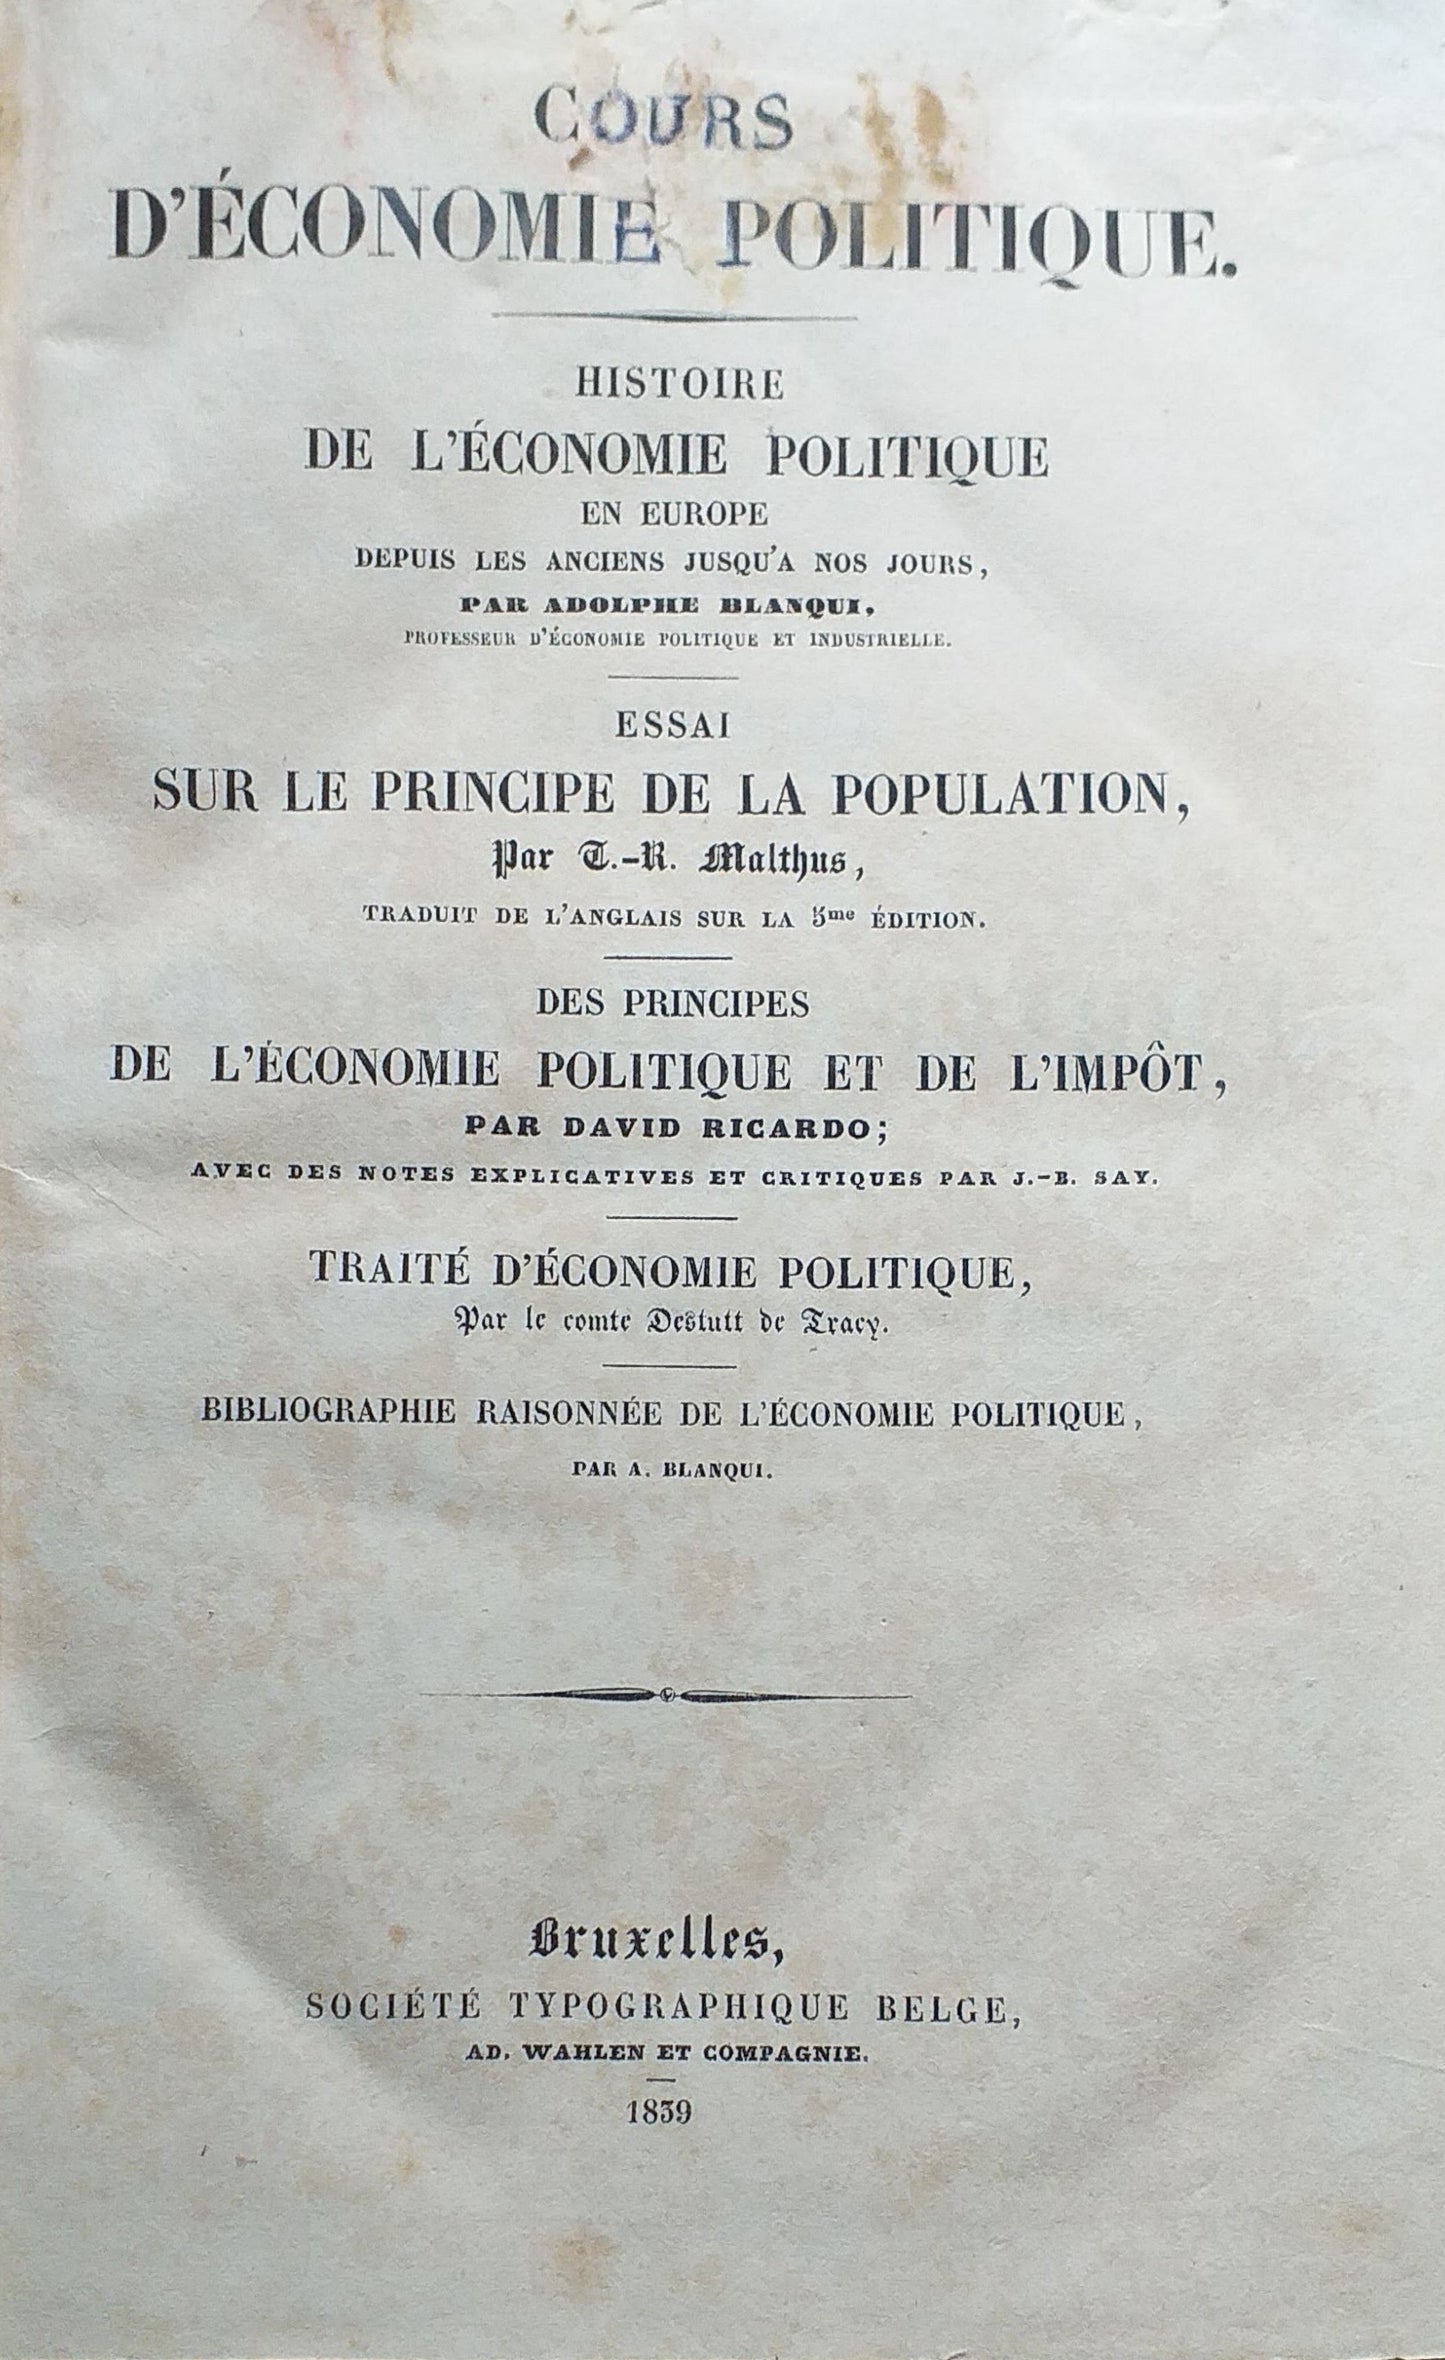 COURS
D'ÉCONOMIE POLITIQUE.
HISTOIRE
DE L'ÉCONOMIE POLITIQUE
EN EUROPE
DEPUIS LES ANCIENS JUSQU'A NOS JOURS,
PAR ADOLPHE BLANQUI,
PROFESSEUR D'ÉCONOMIE POLITIQUE ET INDUSTRIELLE.
ESSAI
SUR LE PRINCIPE DE LA POPULATION,
Par T.-R. Malthus,
TRADUIT DE L'ANGLAIS SUR LA 5me ÉDITION.
DES PRINCIPES
DE L'ÉCONOMIE POLITIQUE ET DE L'IMPÔT,
PAR DAVID RICARDO;
AVEC DES NOTES EXPLICATIVES ET CRITIQUES PAR J.-B. SAY.
TRAITÉ D'ÉCONOMIE POLITIQUE,
Par le comte Destutt de Tracy.
BIBLIOGRAPHIE RAISONNÉE DE L'ÉCONOMIE POLITIQUE,
PAR A. BLANQUI.
Bruxelles,
SOCIÉTÉ TYPOGRAPHIQUE BELGE,
AD. WAHLEN ET COMPAGNIE.
1839